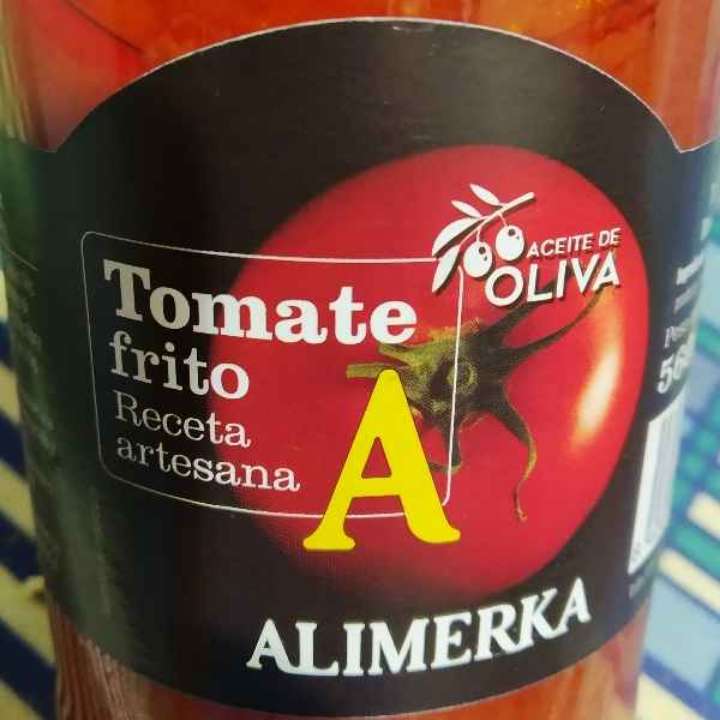 ACEITE DE
OLIVA
Tomate
frito
Receta
artesana
A
ALIMERKA